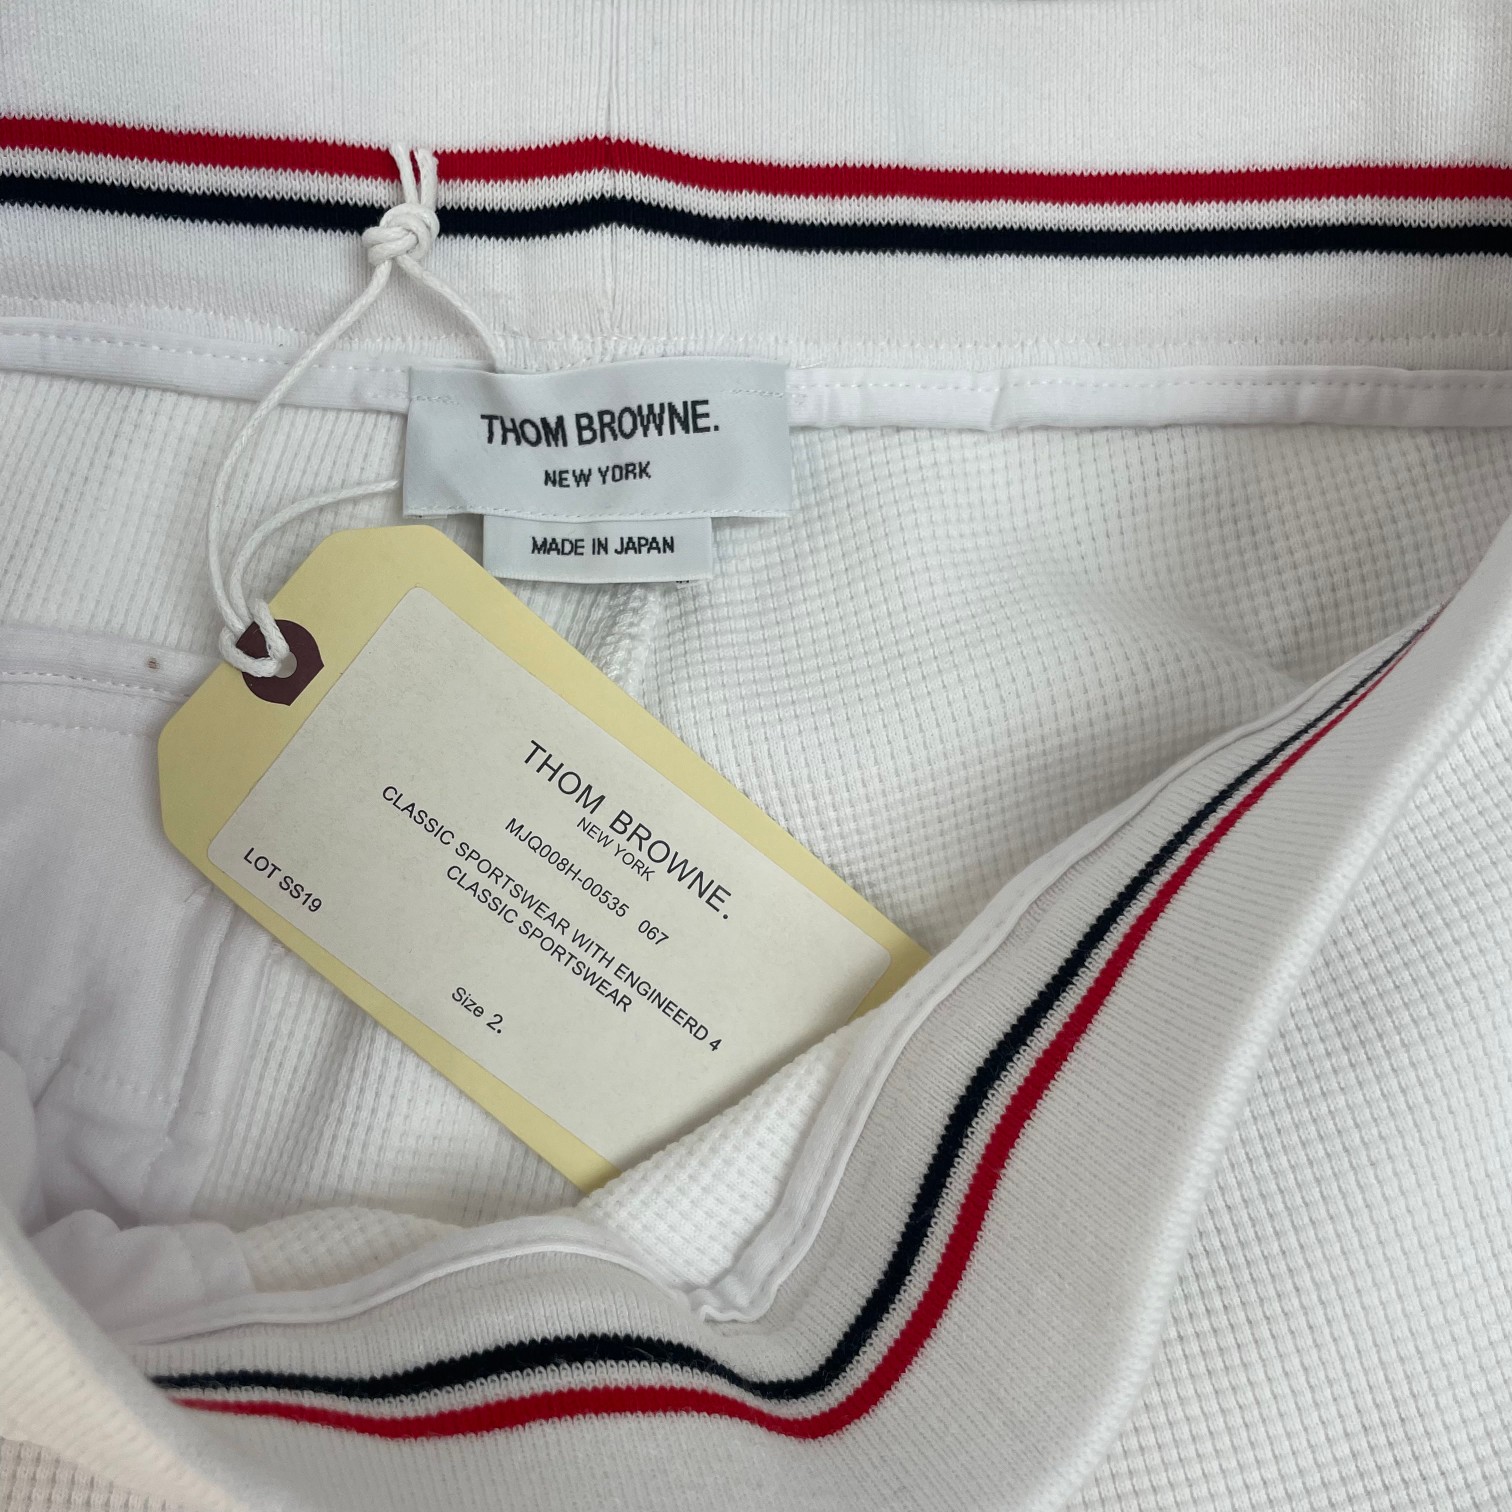 THOM BROWNE.
NEW YORK
MADE IN JAPAN
THOM BROWNE.
NEW YORK
MJQ008H-00535 067
CLASSIC SPORTSWEAR WITH ENGINEERD 4
CLASSIC SPORTSWEAR
LOT SS19
Size 2.